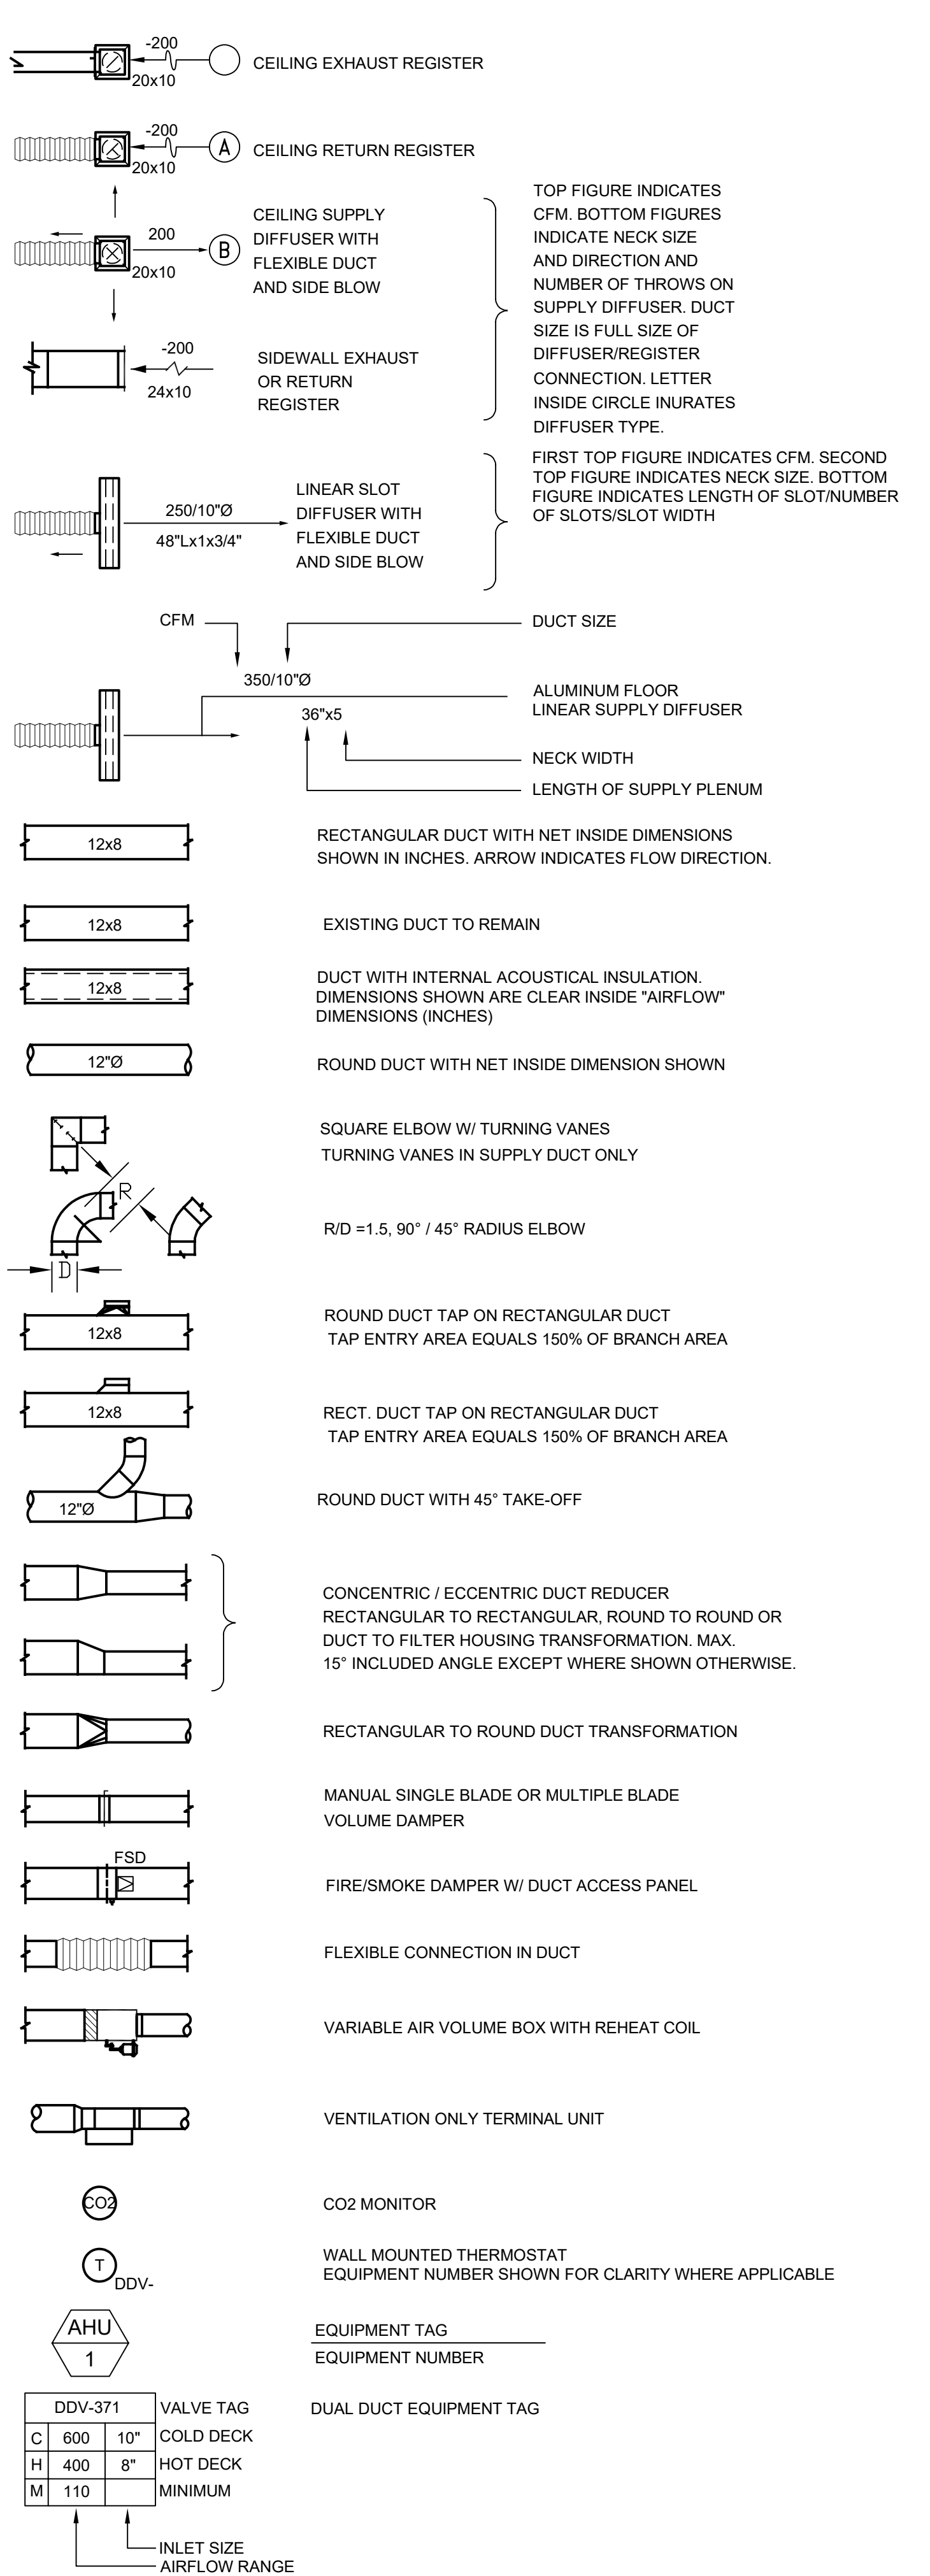 -200
20x10
CEILING EXHAUST REGISTER
-200
20x10
A
CEILING RETURN REGISTER
200
20x10
B
CEILING SUPPLY
DIFFUSER WITH
FLEXIBLE DUCT
AND SIDE BLOW
-200
24x10
SIDEWALL EXHAUST
OR RETURN
REGISTER
TOP FIGURE INDICATES
CFM. BOTTOM FIGURES
INDICATE NECK SIZE
AND DIRECTION AND
NUMBER OF THROWS ON
SUPPLY DIFFUSER. DUCT
SIZE IS FULL SIZE OF
DIFFUSER/REGISTER
CONNECTION. LETTER
INSIDE CIRCLE INURATES
DIFFUSER TYPE.
250/10"Ø
48"Lx1x3/4"
LINEAR SLOT
DIFFUSER WITH
FLEXIBLE DUCT
AND SIDE BLOW
FIRST TOP FIGURE INDICATES CFM. SECOND
TOP FIGURE INDICATES NECK SIZE. BOTTOM
FIGURE INDICATES LENGTH OF SLOT/NUMBER
OF SLOTS/SLOT WIDTH
CFM
DUCT SIZE
350/10"Ø
36"x5
ALUMINUM FLOOR
LINEAR SUPPLY DIFFUSER
NECK WIDTH
LENGTH OF SUPPLY PLENUM
12x8
RECTANGULAR DUCT WITH NET INSIDE DIMENSIONS
SHOWN IN INCHES. ARROW INDICATES FLOW DIRECTION.
12x8
EXISTING DUCT TO REMAIN
12x8
DUCT WITH INTERNAL ACOUSTICAL INSULATION.
DIMENSIONS SHOWN ARE CLEAR INSIDE "AIRFLOW"
DIMENSIONS (INCHES)
12"Ø
ROUND DUCT WITH NET INSIDE DIMENSION SHOWN
SQUARE ELBOW W/ TURNING VANES
TURNING VANES IN SUPPLY DUCT ONLY
R
D
R/D =1.5, 90° / 45° RADIUS ELBOW
12x8
ROUND DUCT TAP ON RECTANGULAR DUCT
TAP ENTRY AREA EQUALS 150% OF BRANCH AREA
12x8
RECT. DUCT TAP ON RECTANGULAR DUCT
TAP ENTRY AREA EQUALS 150% OF BRANCH AREA
12"Ø
ROUND DUCT WITH 45° TAKE-OFF
CONCENTRIC / ECCENTRIC DUCT REDUCER
RECTANGULAR TO RECTANGULAR, ROUND TO ROUND OR
DUCT TO FILTER HOUSING TRANSFORMATION. MAX.
15° INCLUDED ANGLE EXCEPT WHERE SHOWN OTHERWISE.
RECTANGULAR TO ROUND DUCT TRANSFORMATION
MANUAL SINGLE BLADE OR MULTIPLE BLADE
VOLUME DAMPER
FSD
FIRE/SMOKE DAMPER W/ DUCT ACCESS PANEL
FLEXIBLE CONNECTION IN DUCT
VARIABLE AIR VOLUME BOX WITH REHEAT COIL
VENTILATION ONLY TERMINAL UNIT
CO2
CO2 MONITOR
T
DDV-
WALL MOUNTED THERMOSTAT
EQUIPMENT NUMBER SHOWN FOR CLARITY WHERE APPLICABLE
AHU
1
EQUIPMENT TAG
EQUIPMENT NUMBER
DDV-371 VALVE TAG
DUAL DUCT EQUIPMENT TAG
C 600 10" COLD DECK
H 400 8" HOT DECK
M 110 MINIMUM
INLET SIZE
AIRFLOW RANGE